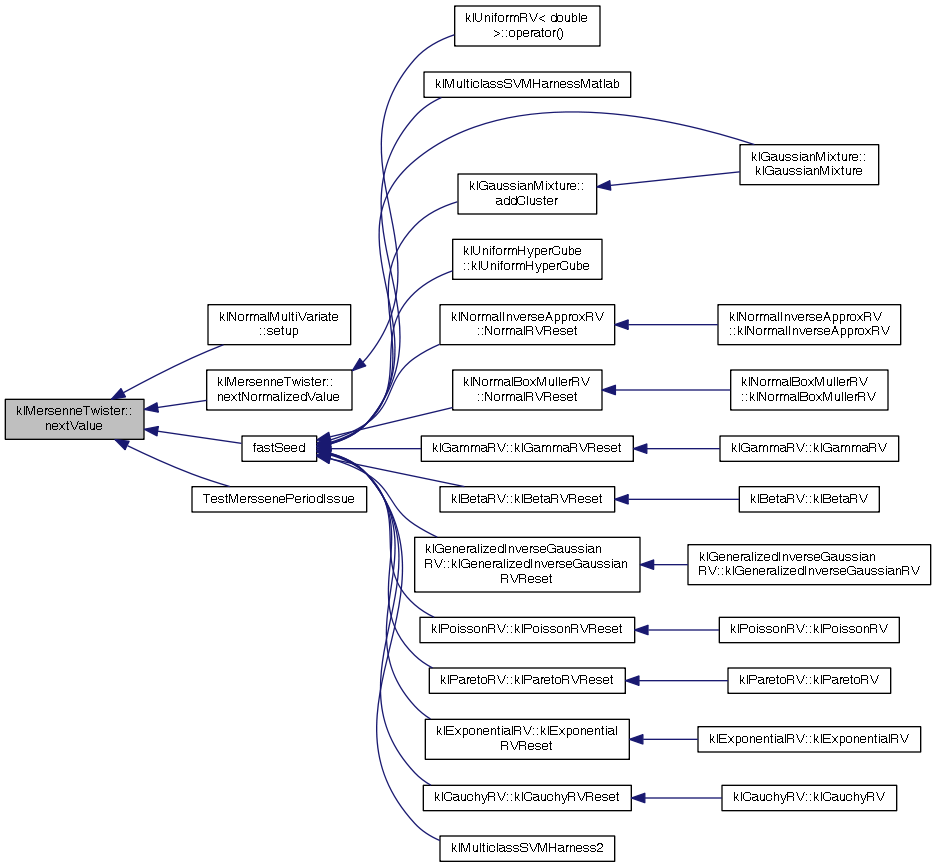 klUniformRV< double
>::operator()
klMulticlassSVMHarnessMatlab
klGaussianMixture::
klGaussianMixture
klGaussianMixture::
addCluster
klUniformHyperCube
::klUniformHyperCube
klNormalMultiVariate
::setup
klNormalInverseApproxRV
::NormalRVReset
klNormalInverseApproxRV
::klNormalInverseApproxRV
klMersenneTwister::
nextNormalizedValue
klNormalBoxMullerRV
::NormalRVReset
klNormalBoxMullerRV
::klNormalBoxMullerRV
klMersenneTwister::
nextValue
fastSeed
klGammaRV::klGammaRVReset
klGammaRV::klGammaRV
TestMerssenePeriodIssue
klBetaRV::klBetaRVReset
klBetaRV::klBetaRV
klGeneralizedInverseGaussian
RV::klGeneralizedInverseGaussian
RVReset
klGeneralizedInverseGaussian
RV::klGeneralizedInverseGaussianRV
klPoissonRV::klPoissonRVReset
klPoissonRV::klPoissonRV
klParetoRV::klParetoRVReset
klParetoRV::klParetoRV
klExponentialRV::klExponential
RVReset
klExponentialRV::klExponentialRV
klCauchyRV::klCauchyRVReset
klCauchyRV::klCauchyRV
klMulticlassSVMHarness2